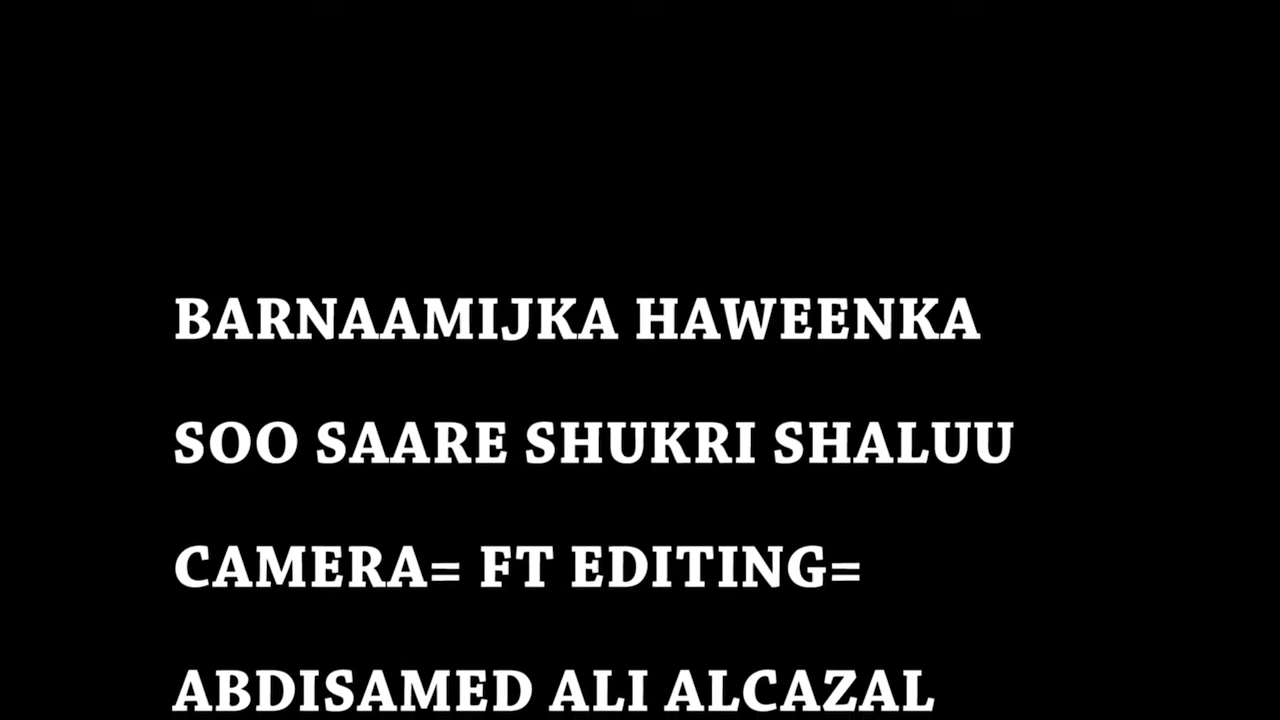 BARNAAMIJKA HAWEENKA
SOO SAARE SHUKRI SHALUU
CAMERA= FT EDITING=
ABDISAMED ALI ALCAZAL